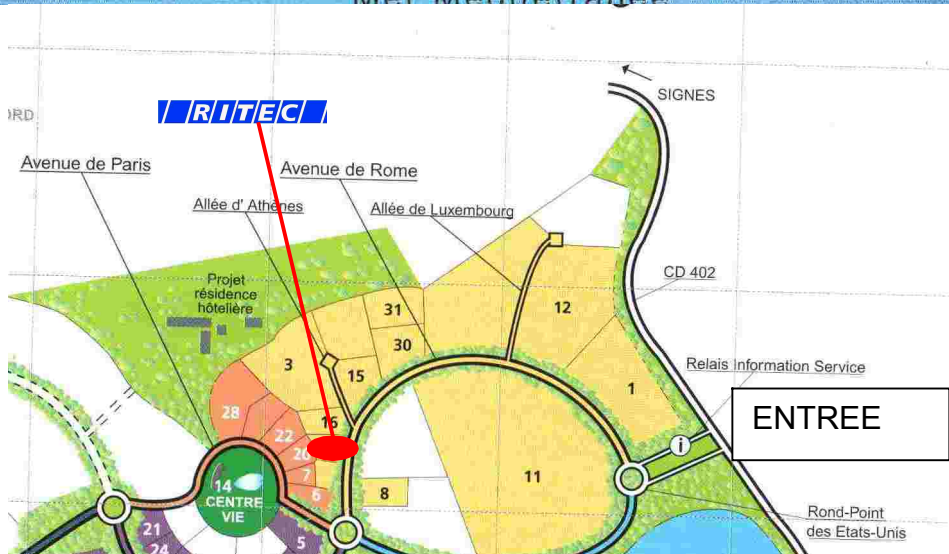 SIGNES
RITEC
Avenue de Paris
Avenue de Rome
Allée d' Athènes
Allée de Luxembourg
CD 402
Projet
résidence
hôtelière
31
12
30
3
15
Relais Information Service
1
28
16
ENTREE
22
20
i
7
11
14
8
6
CENTRE
VIE
Rond-Point
des Etats-Unis
21
5
24